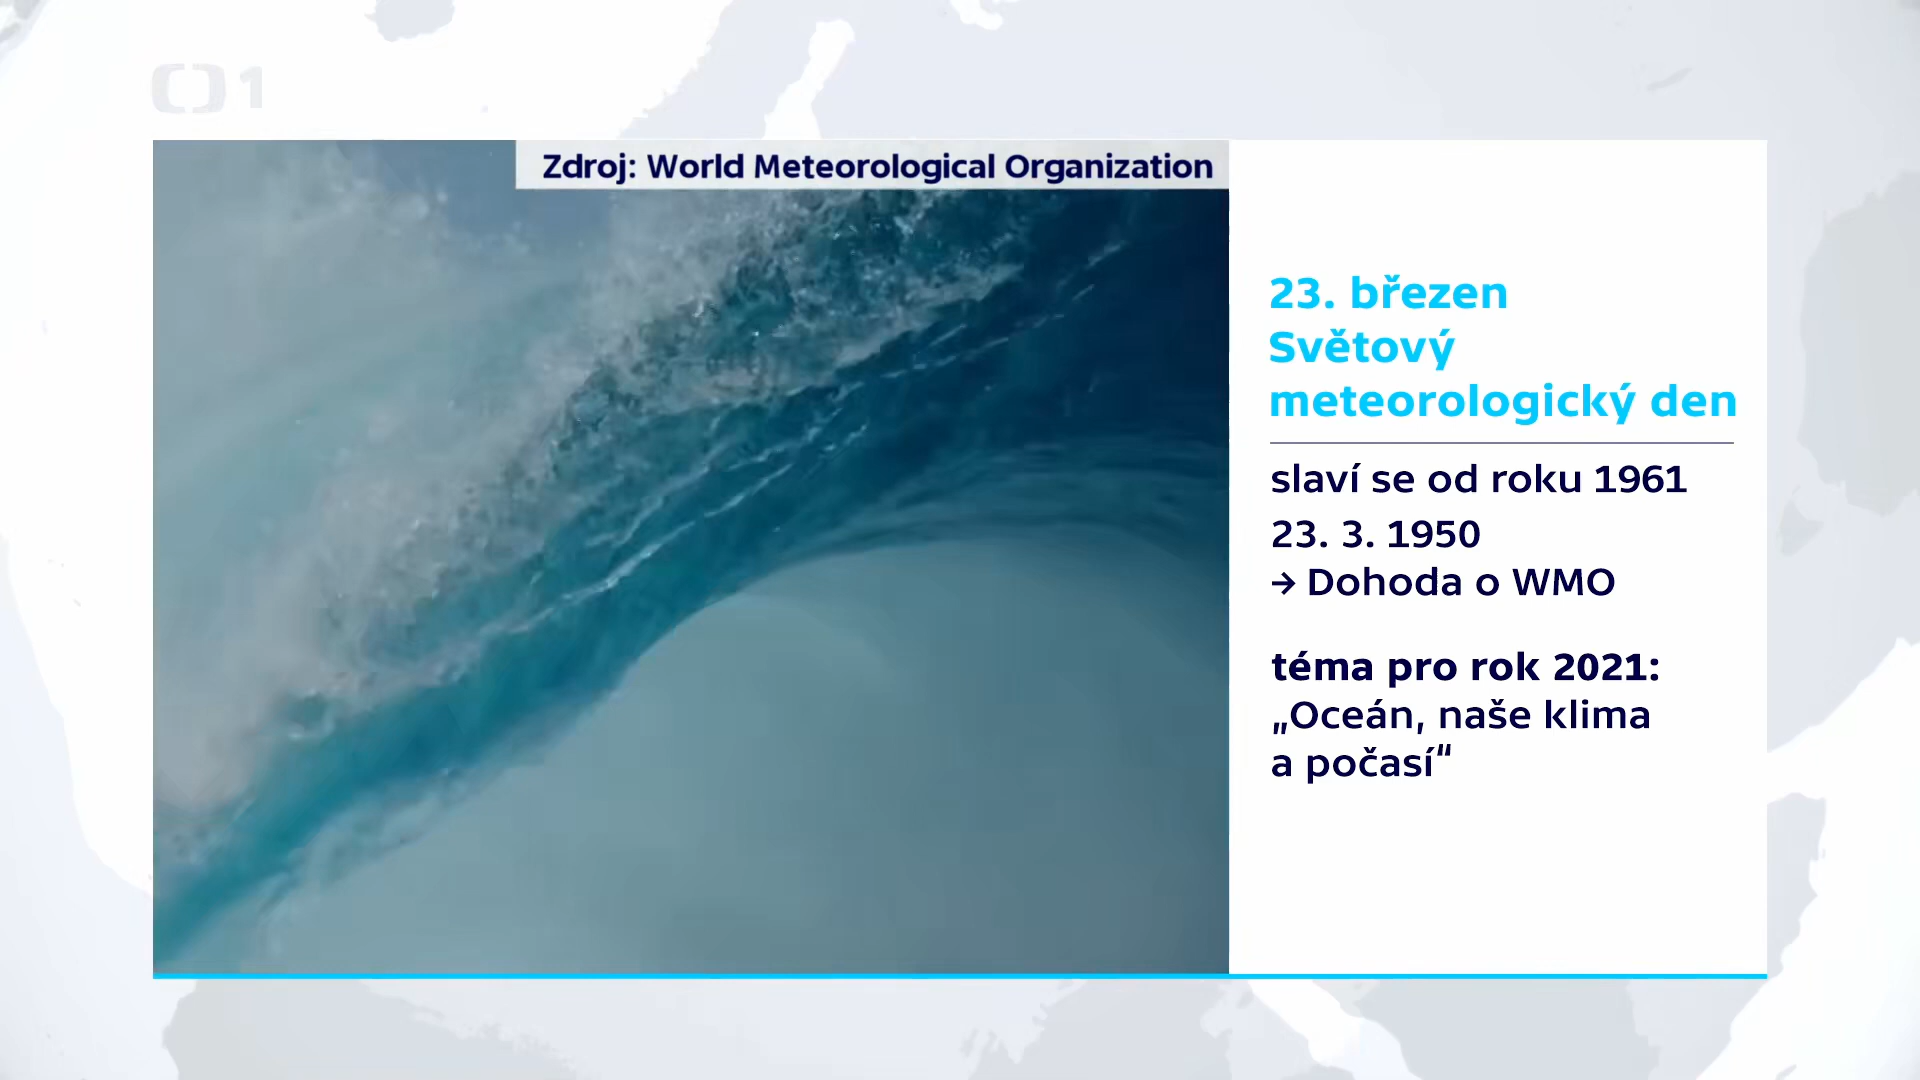 1
Zdroj: World Meteorological Organization
23. březen
Světový
meteorologický den
slaví se od roku 1961
23. 3. 1950
→ Dohoda o WMO
téma pro rok 2021:
„Oceán, naše klima
a počasí“